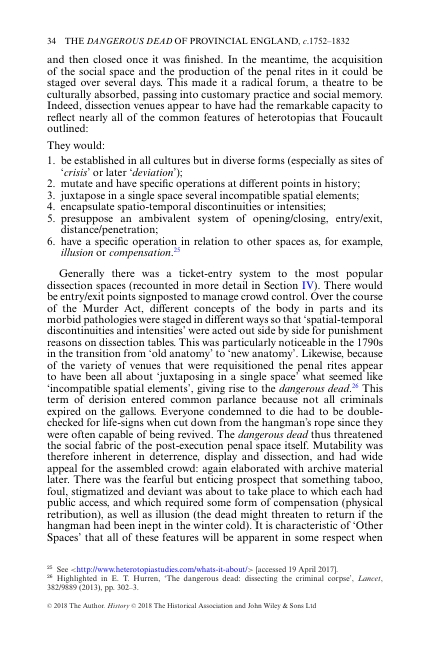 34 THE DANGEROUS DEAD OF PROVINCIAL ENGLAND, c.1752–1832
and then closed once it was finished. In the meantime, the acquisition
of the social space and the production of the penal rites in it could be
staged over several days. This made it a radical forum, a theatre to be
culturally absorbed, passing into customary practice and social memory.
Indeed, dissection venues appear to have had the remarkable capacity to
reflect nearly all of the common features of heterotopias that Foucault
outlined:
They would:
1. be established in all cultures but in diverse forms (especially as sites of
‘crisis’ or later ‘deviation’);
2. mutate and have specific operations at different points in history;
3. juxtapose in a single space several incompatible spatial elements;
4. encapsulate spatio-temporal discontinuities or intensities;
5. presuppose an ambivalent system of opening/closing, entry/exit,
distance/penetration;
6. have a specific operation in relation to other spaces as, for example,
illusion or compensation.25
Generally there was a ticket-entry system to the most popular
dissection spaces (recounted in more detail in Section IV). There would
be entry/exit points signposted to manage crowd control. Over the course
of the Murder Act, different concepts of the body in parts and its
morbid pathologies were staged in different ways so that ‘spatial-temporal
discontinuities and intensities’ were acted out side by side for punishment
reasons on dissection tables. This was particularly noticeable in the 1790s
in the transition from ‘old anatomy’ to ‘new anatomy’. Likewise, because
of the variety of venues that were requisitioned the penal rites appear
to have been all about ‘juxtaposing in a single space’ what seemed like
‘incompatible spatial elements’, giving rise to the dangerous dead.26 This
term of derision entered common parlance because not all criminals
expired on the gallows. Everyone condemned to die had to be double-
checked for life-signs when cut down from the hangman’s rope since they
were often capable of being revived. The dangerous dead thus threatened
the social fabric of the post-execution penal space itself. Mutability was
therefore inherent in deterrence, display and dissection, and had wide
appeal for the assembled crowd: again elaborated with archive material
later. There was the fearful but enticing prospect that something taboo,
foul, stigmatized and deviant was about to take place to which each had
public access, and which required some form of compensation (physical
retribution), as well as illusion (the dead might threaten to return if the
hangman had been inept in the winter cold). It is characteristic of ‘Other
Spaces’ that all of these features will be apparent in some respect when
25 See <http://www.heterotopiastudies.com/whats-it-about/> [accessed 19 April 2017].
26 Highlighted in E. T. Hurren, ‘The dangerous dead: dissecting the criminal corpse’, Lancet,
382/9889 (2013), pp. 302–3.
© 2018 The Author. History © 2018 The Historical Association and John Wiley & Sons Ltd